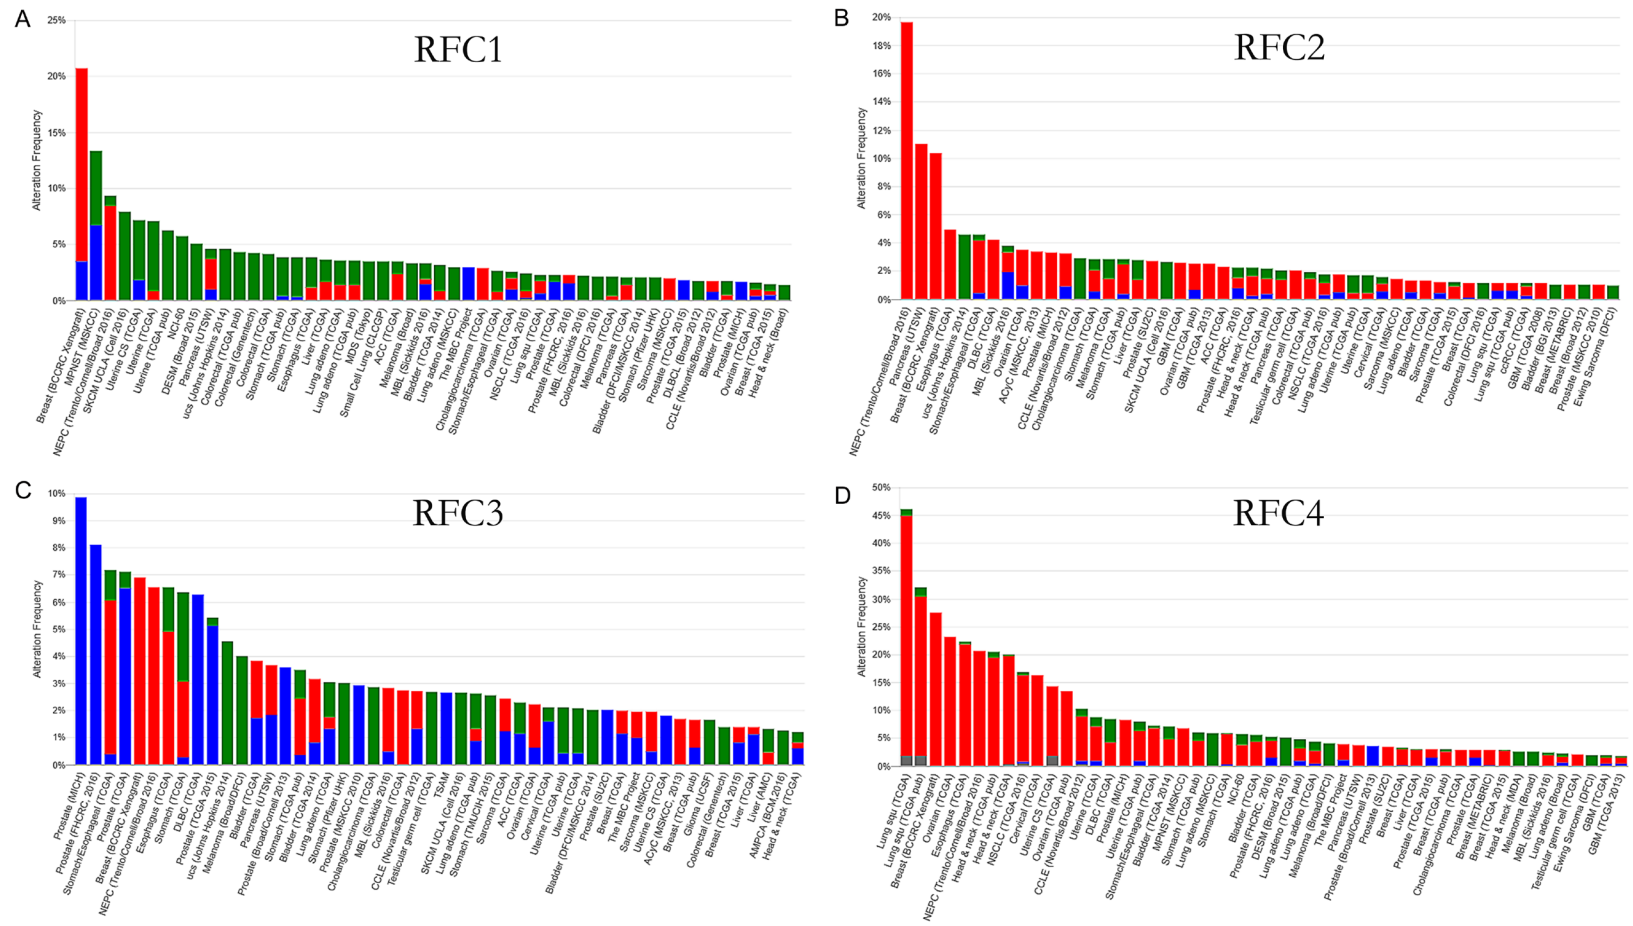 A
RFC1
Alteration Frequency
25%
20%
15%
10%
5%
0%
Breast (BCCRC Xenograft)
MPNST (MSKCC)
NEPC (Trento/Cornell/Broad 2016)
SKCM UCLA (Cell 2016)
Uterine CS (TCGA)
Uterine (TCGA)
Uterine (TCGA pub)
NCI-60
DESM (Broad 2015)
Pancreas (UTSW)
ucs (Johns Hopkins 2014)
Colorectal (TCGA pub)
Colorectal (Genentech)
Colorectal (TCGA)
Stomach (TCGA pub)
Stomach (TCGA)
Esophagus (TCGA)
Liver (TCGA)
Lung adeno (TCGA)
Lung adeno (TCGA pub)
MDS (Tokyo)
Small Cell Lung (CLCGP)
ACC (TCGA)
Melanoma (Broad)
MBL (Sickkids 2016)
Bladder (TCGA 2014)
Lung adeno (MSKCC)
The MBC Project
Cholangiocarcinoma (TCGA)
Stomach/Esophageal (TCGA)
Ovarian (TCGA)
NSCLC (TCGA 2016)
Lung squ (TCGA)
Prostate (TCGA)
Prostate (FHCRC, 2016)
MBL (Sickkids 2016)
Colorectal (DFCI 2016)
Melanoma (TCGA)
Pancreas (TCGA)
Bladder (DFCI/MSKCC 2014)
Stomach (Pfizer UHK)
Sarcoma (MSKCC)
Prostate (TCGA 2015)
DLBCL (Broad 2012)
CCLE (Novartis/Broad 2012)
Bladder (TCGA)
Prostate (MICH)
Ovarian (TCGA pub)
Breast (TCGA 2015)
Head & neck (Broad)
B
RFC2
Alteration Frequency
20%
18%
16%
14%
12%
10%
8%
6%
4%
2%
0%
NEPC (Trento/Cornell/Broad 2016)
Pancreas (UTSW)
Breast (BCCRC Xenograft)
Esophagus (TCGA)
ucs (Johns Hopkins 2014)
Stomach/Esophageal (TCGA)
DLBC (TCGA)
MBL (Sickkids 2016)
Ovarian (TCGA)
ACyC (MSKCC, 2013)
Prostate (MICH)
CCLE (Novartis/Broad 2012)
Cholangiocarcinoma (TCGA)
Stomach (TCGA)
Melanoma (TCGA)
Stomach (TCGA pub)
Liver (TCGA)
Prostate (SU2C)
SKCM UCLA (Cell 2016)
GBM (TCGA)
Ovarian (TCGA pub)
GBM (TCGA 2013)
ACC (TCGA)
Prostate (FHCRC, 2016)
Head & neck (TCGA)
Head & neck (TCGA pub)
Pancreas (TCGA)
Testicular germ cell (TCGA)
Colorectal (TCGA pub)
NSCLC (TCGA 2016)
Lung adeno (TCGA pub)
Uterine (TCGA pub)
Uterine (TCGA)
Cervical (TCGA)
Sarcoma (MSKCC)
Lung adeno (TCGA)
Bladder (TCGA)
Sarcoma (TCGA)
Prostate (TCGA 2015)
Breast (TCGA)
Colorectal (DFCI 2016)
Lung squ (TCGA)
Lung squ (TCGA pub)
ccRCC (TCGA)
GBM (TCGA 2008)
Bladder (BGI 2013)
Breast (METABRIC)
Breast (Broad 2012)
Prostate (MSKCC 2010)
Ewing Sarcoma (DFCI)
C
RFC3
Alteration Frequency
10%
9%
8%
7%
6%
5%
4%
3%
2%
1%
0%
Prostate (MICH)
Prostate (FHCRC, 2016)
Stomach/Esophageal (TCGA)
Prostate (TCGA)
Breast (BCCRC Xenograft)
NEPC (Trento/Cornell/Broad 2016)
Esophagus (TCGA)
Stomach (TCGA)
DLBC (TCGA)
Prostate (TCGA 2015)
ucs (Johns Hopkins 2014)
Melanoma (Broad/DFCI)
Bladder (TCGA)
Pancreas (UTSW)
Prostate (Broad/Cornell 2013)
Stomach (TCGA pub)
Bladder (TCGA 2014)
Lung adeno (TCGA)
Stomach (Pfizer UHK)
Prostate (MSKCC 2010)
Cholangiocarcinoma (TCGA)
MBL (Sickkids 2016)
Colorectal (TCGA)
CCLE (Novartis/Broad 2012)
Testicular germ cell (TCGA)
TSAM
SKCM UCLA (Cell 2016)
Lung adeno (TCGA pub)
Stomach (TMUCIH 2015)
Sarcoma (TCGA)
ACC (TCGA)
Ovarian (TCGA)
Cervical (TCGA)
Uterine (TCGA pub)
Uterine (TCGA)
Bladder (DFCI/MSKCC 2014)
Prostate (SU2C)
Breast (TCGA)
The MBC Project
Sarcoma (MSKCC)
Uterine CS (TCGA)
ACyC (MSKCC, 2013)
Breast (TCGA pub)
Glioma (UCSF)
Colorectal (Genentech)
Breast (TCGA 2015)
Liver (TCGA)
Liver (AMC)
AMPCA (BCM 2016)
Head & neck (TCGA)
D
RFC4
Alteration Frequency
50%
45%
40%
35%
30%
25%
20%
15%
10%
5%
0%
Lung squ (TCGA)
Lung squ (TCGA pub)
Breast (BCCRC Xenograft)
Ovarian (TCGA)
Esophagus (TCGA)
NEPC (Trento/Cornell/Broad 2016)
Head & neck (TCGA pub)
Head & neck (TCGA)
NSCLC (TCGA 2016)
Cervical (TCGA)
Uterine CS (TCGA)
Ovarian (TCGA pub)
CCLE (Novartis/Broad 2012)
Uterine (TCGA)
DLBC (TCGA)
Prostate (MICH)
Uterine (TCGA pub)
Stomach/Esophageal (TCGA)
Bladder (TCGA 2014)
MPNST (MSKCC)
Stomach (TCGA pub)
Lung adeno (MSKCC)
Stomach (TCGA)
NCI-60
Bladder (TCGA)
Prostate (FHCRC, 2016)
DESM (Broad 2015)
Lung adeno (TCGA pub)
Lung adeno (TCGA)
Melanoma (Broad/DFCI)
The MBC Project
Pancreas (UTSW)
Prostate (Broad/Cornell 2013)
Prostate (SU2C)
Breast (TCGA)
Liver (TCGA)
Prostate (TCGA 2015)
Breast (TCGA pub)
Cholangiocarcinoma (TCGA)
Prostate (TCGA)
Breast (METABRIC)
Breast (TCGA 2015)
Head & neck (MDA)
Melanoma (Broad)
MBL (Sickkids 2016)
Lung adeno (Broad)
Testicular germ cell (TCGA)
Ewing Sarcoma (DFCI)
GBM (TCGA)
GBM (TCGA 2013)